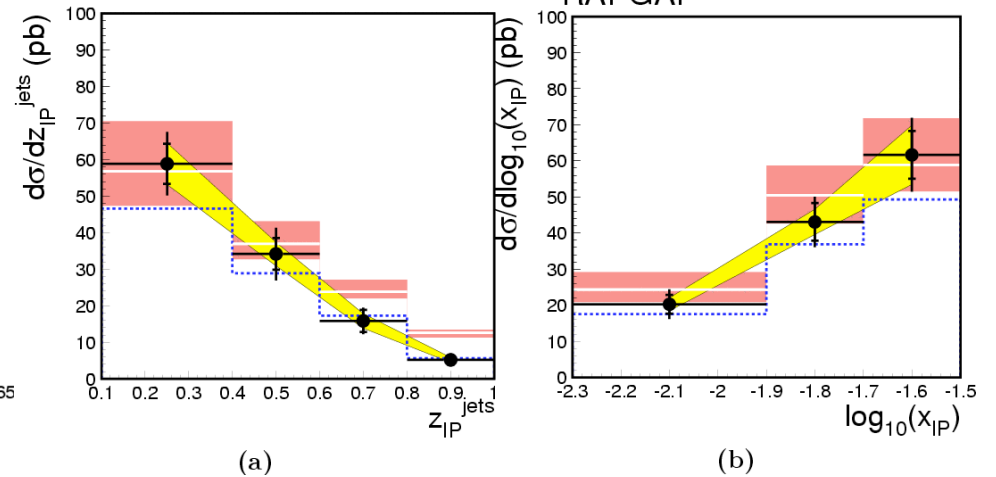 dσ/dz_IP^jets (pb)
100
90
80
70
60
50
40
30
20
10
0
0.1 0.2 0.3 0.4 0.5 0.6 0.7 0.8 0.9 1
z_IP^jets
(a)
dσ/dlog₁₀(x_IP) (pb)
100
90
80
70
60
50
40
30
20
10
0
-2.3 -2.2 -2.1 -2 -1.9 -1.8 -1.7 -1.6 -1.5
log₁₀(x_IP)
(b)